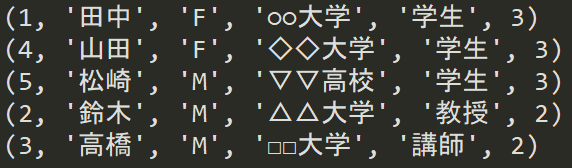 (1, '田中', 'F', '○○大学', '学生', 3)
(4, '山田', 'F', '◇◇大学', '学生', 3)
(5, '松崎', 'M', '▽▽高校', '学生', 3)
(2, '鈴木', 'M', '△△大学', '教授', 2)
(3, '高橋', 'M', '□□大学', '講師', 2)